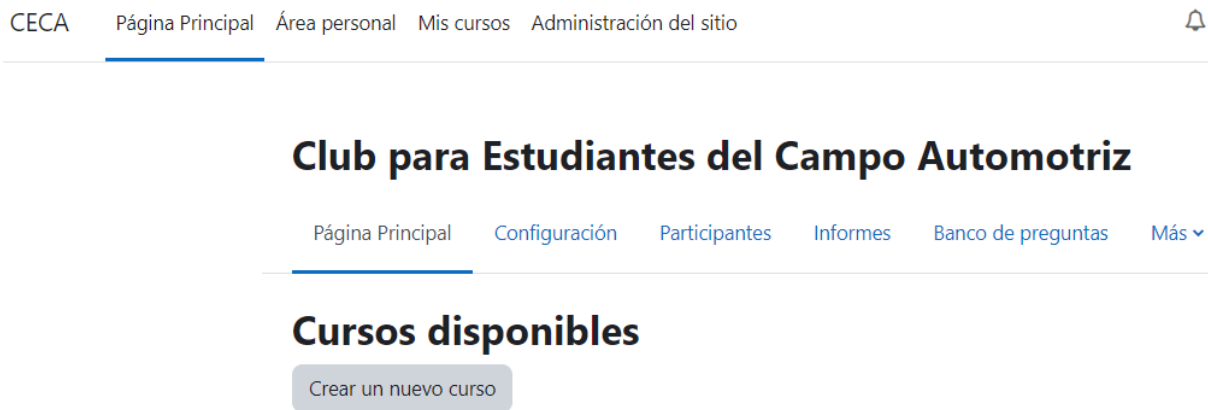 CECA Página Principal Área personal Mis cursos Administración del sitio
Club para Estudiantes del Campo Automotriz
Página Principal Configuración Participantes Informes Banco de preguntas Más
Cursos disponibles
Crear un nuevo curso